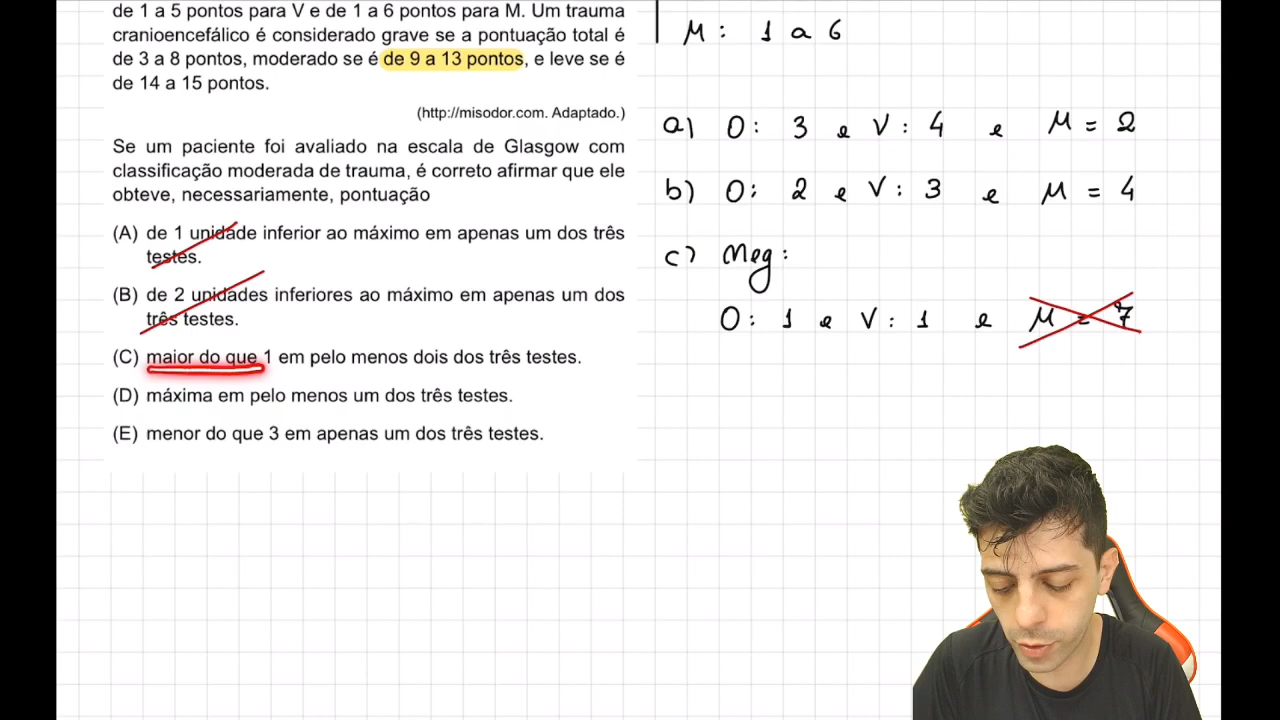 de 1 a 5 pontos para V e de 1 a 6 pontos para M. Um trauma
cranioencefálico é considerado grave se a pontuação total é
de 3 a 8 pontos, moderado se é de 9 a 13 pontos, e leve se é
de 14 a 15 pontos.
(http://misodor.com. Adaptado.)
Se um paciente foi avaliado na escala de Glasgow com
classificação moderada de trauma, é correto afirmar que ele
obteve, necessariamente, pontuação
(A) de 1 unidade inferior ao máximo em apenas um dos três
testes.
(B) de 2 unidades inferiores ao máximo em apenas um dos
três testes.
(C) maior do que 1 em pelo menos dois dos três testes.
(D) máxima em pelo menos um dos três testes.
(E) menor do que 3 em apenas um dos três testes.
M: 1 a 6
a) O: 3 e V: 4 e M = 2
b) O: 2 e V: 3 e M = 4
c) Neg:
O: 1 e V: 1 e M = 7